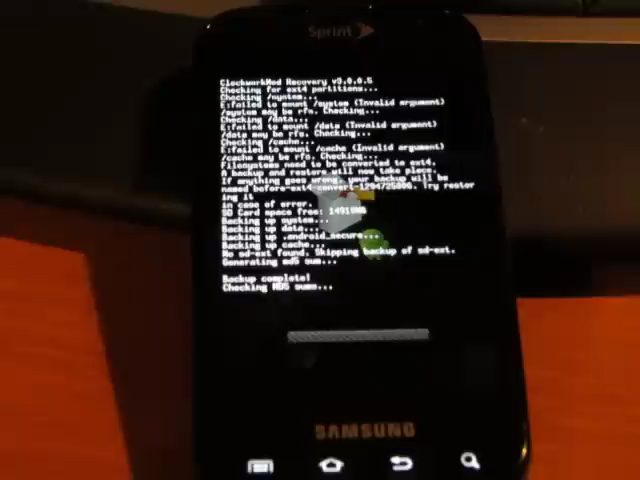 Sprint
ClockworkMod Recovery v3.0.0.5
Checking for ext4 partitions...
Checking /system...
E:failed to mount /system (Invalid argument)
/system may be rfs. Checking...
Checking /data...
E:failed to mount /data (Invalid argument)
/data may be rfs. Checking...
Checking /cache...
E:failed to mount /cache (Invalid argument)
/cache may be rfs. Checking...
Filesystems need to be converted to ext4.
A backup and restore will now take place.
If anything goes wrong, your backup will be
named before-ext4-convert-1294725806. Try restor
ing it
in case of error.
SD Card space free: 14918MB
Backing up system...
Backing up data...
Backing up .android_secure...
Backing up cache...
No sd-ext found. Skipping backup of sd-ext.
Generating md5 sum...
Backup complete!
Checking MD5 sums...
SAMSUNG